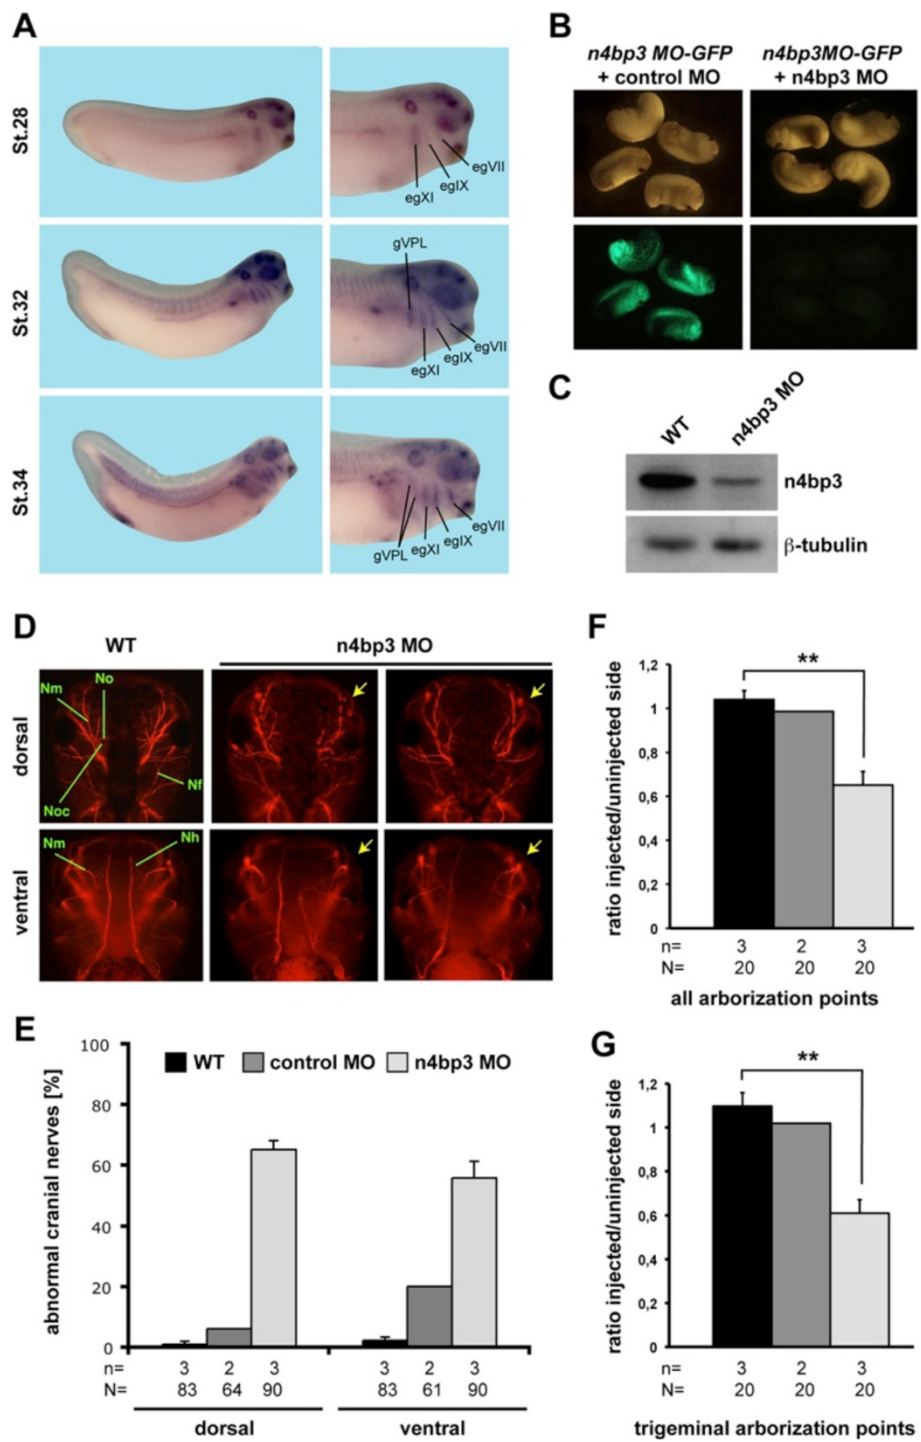 A
St.28
egVII
egIX
egXI
St.32
gVPL
egVII
egIX
egXI
St.34
egVII
egIX
egXI
gVPL
B
n4bp3 MO-GFP
+ control MO
n4bp3MO-GFP
+ n4bp3 MO
C
WT
n4bp3 MO
n4bp3
β-tubulin
D
WT
n4bp3 MO
dorsal
No
Nm
Nf
Noc
ventral
Nm
Nh
E
abnormal cranial nerves [%]
100
80
60
40
20
0
WT
control MO
n4bp3 MO
n= 3 2 3 3 2 3
N= 83 64 90 83 61 90
dorsal
ventral
F
ratio injected/uninjected side
1,2
1
0,8
0,6
0,4
0,2
0
**
n= 3 2 3
N= 20 20 20
all arborization points
G
ratio injected/uninjected side
1,2
1
0,8
0,6
0,4
0,2
0
**
n= 3 2 3
N= 20 20 20
trigeminal arborization points